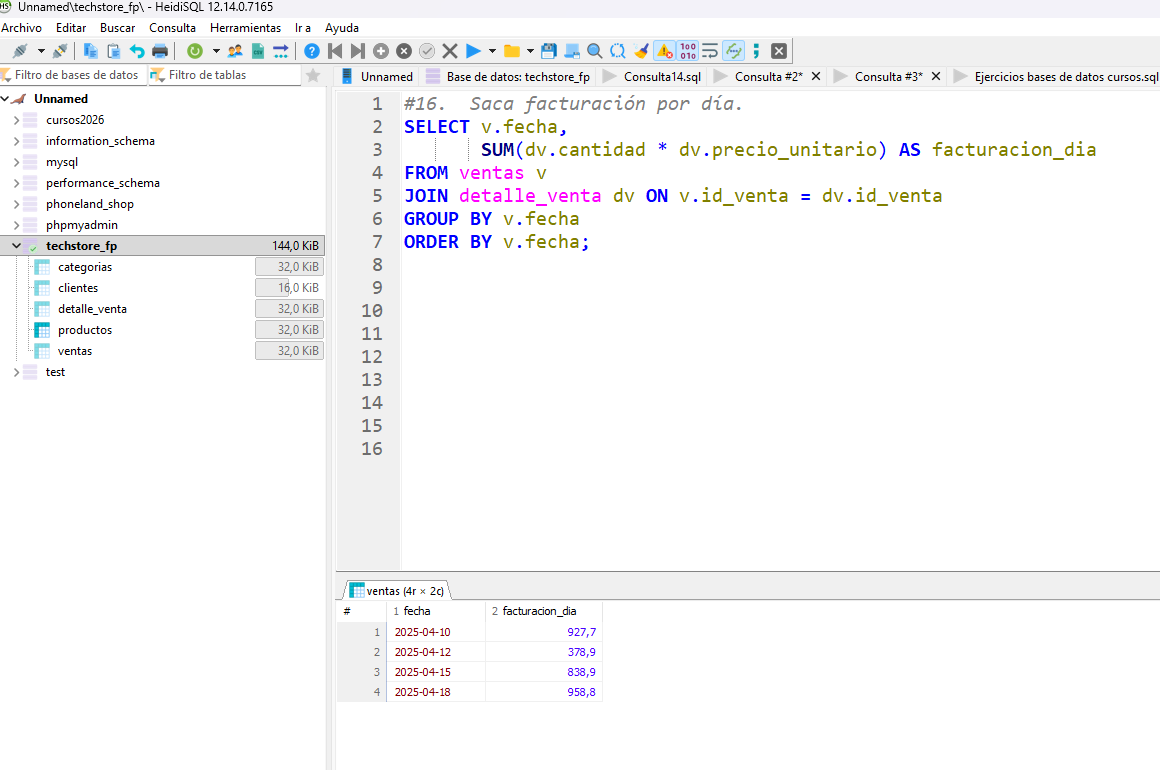 Unnamed\techstore_fp\ - HeidiSQL 12.14.0.7165
Archivo Editar Buscar Consulta Herramientas Ir a Ayuda
Filtro de bases de datos Filtro de tablas
Unnamed Base de datos: techstore_fp Consulta14.sql Consulta #2* Consulta #3* Ejercicios bases de datos cursos.sql
Unnamed
cursos2026
information_schema
mysql
performance_schema
phoneland_shop
phpmyadmin
techstore_fp 144,0 KiB
categorias 32,0 KiB
clientes 16,0 KiB
detalle_venta 32,0 KiB
productos 32,0 KiB
ventas 32,0 KiB
test
1 #16. Saca facturación por día.
2 SELECT v.fecha,
3 SUM(dv.cantidad * dv.precio_unitario) AS facturacion_dia
4 FROM ventas v
5 JOIN detalle_venta dv ON v.id_venta = dv.id_venta
6 GROUP BY v.fecha
7 ORDER BY v.fecha;
8
9
10
11
12
13
14
15
16
ventas (4r × 2c)
# 1 fecha 2 facturacion_dia
1 2025-04-10 927,7
2 2025-04-12 378,9
3 2025-04-15 838,9
4 2025-04-18 958,8